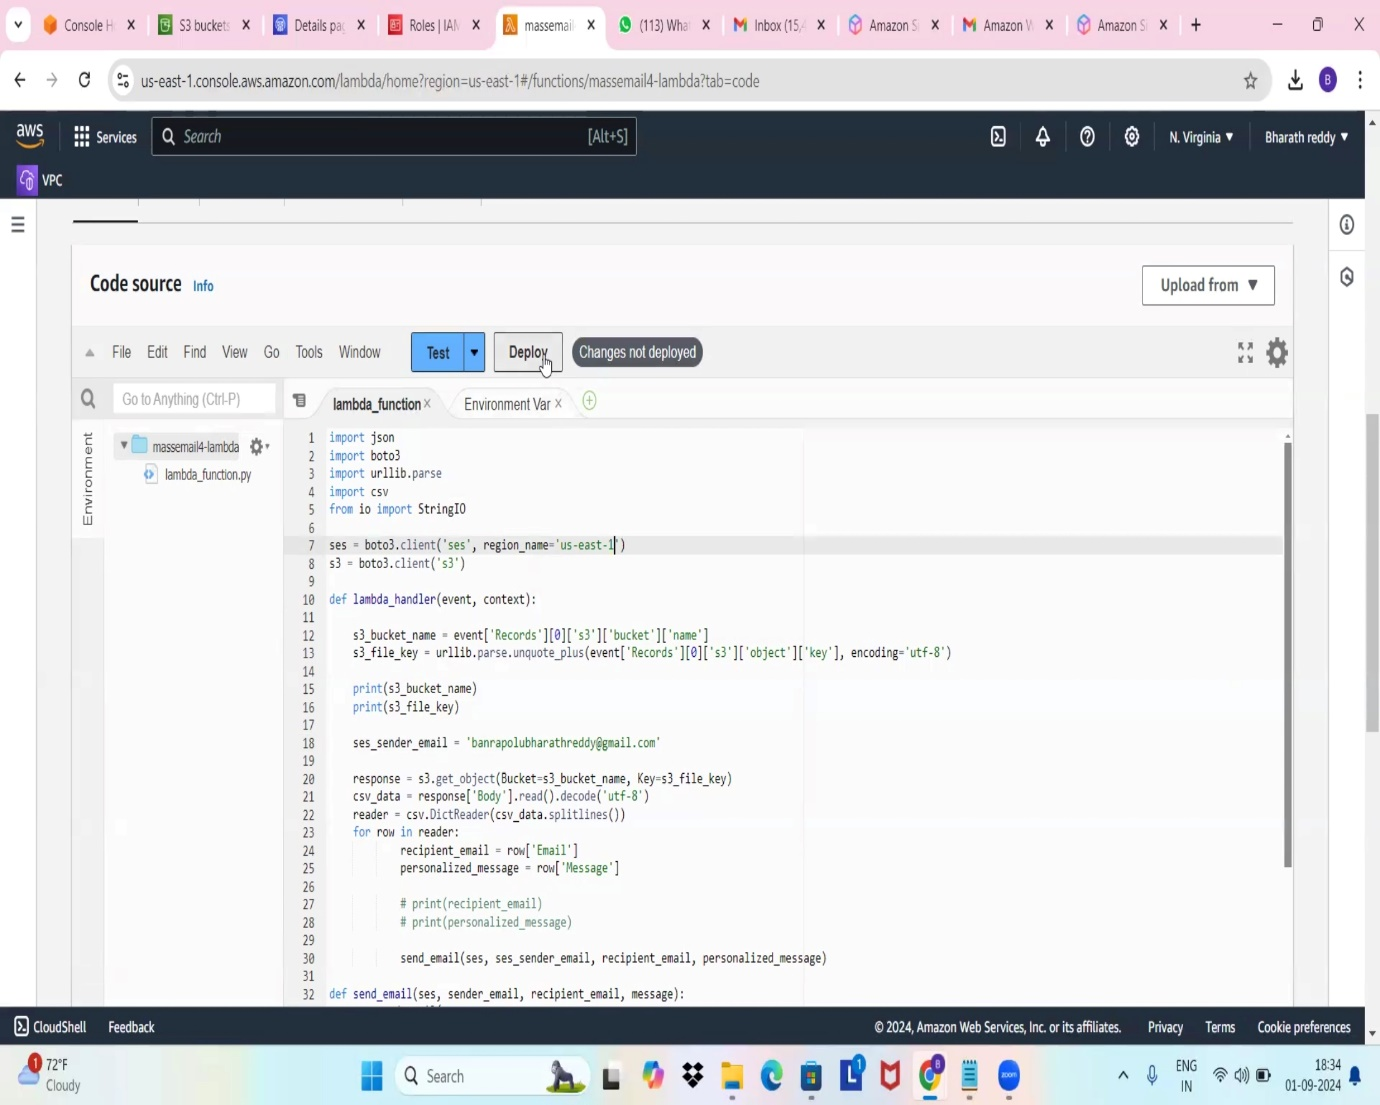 Console H
S3 buckets
Details pa
Roles | IAM
massemail
(113) What
Inbox (15,4
Amazon S
Amazon W
Amazon S
us-east-1.console.aws.amazon.com/lambda/home?region=us-east-1#/functions/massemail4-lambda?tab=code
B
aws
Services
Search
[Alt+S]
N. Virginia ▼
Bharath reddy ▼
VPC
Code source Info
Upload from ▼
File Edit Find View Go Tools Window
Test
Deploy
Changes not deployed
Go to Anything (Ctrl-P)
lambda_function ×
Environment Var ×
Environment
massemail4-lambda
lambda_function.py
1 import json
2 import boto3
3 import urllib.parse
4 import csv
5 from io import StringIO
6
7 ses = boto3.client('ses', region_name='us-east-1')
8 s3 = boto3.client('s3')
9
10 def lambda_handler(event, context):
11
12 s3_bucket_name = event['Records'][0]['s3']['bucket']['name']
13 s3_file_key = urllib.parse.unquote_plus(event['Records'][0]['s3']['object']['key'], encoding='utf-8')
14
15 print(s3_bucket_name)
16 print(s3_file_key)
17
18 ses_sender_email = 'banrapolubharathreddy@gmail.com'
19
20 response = s3.get_object(Bucket=s3_bucket_name, Key=s3_file_key)
21 csv_data = response['Body'].read().decode('utf-8')
22 reader = csv.DictReader(csv_data.splitlines())
23 for row in reader:
24 recipient_email = row['Email']
25 personalized_message = row['Message']
26
27 # print(recipient_email)
28 # print(personalized_message)
29
30 send_email(ses, ses_sender_email, recipient_email, personalized_message)
31
32 def send_email(ses, sender_email, recipient_email, message):
CloudShell
Feedback
© 2024, Amazon Web Services, Inc. or its affiliates.
Privacy
Terms
Cookie preferences
1
72°F
Cloudy
Search
L
1
B
zoom
ENG
IN
18:34
01-09-2024